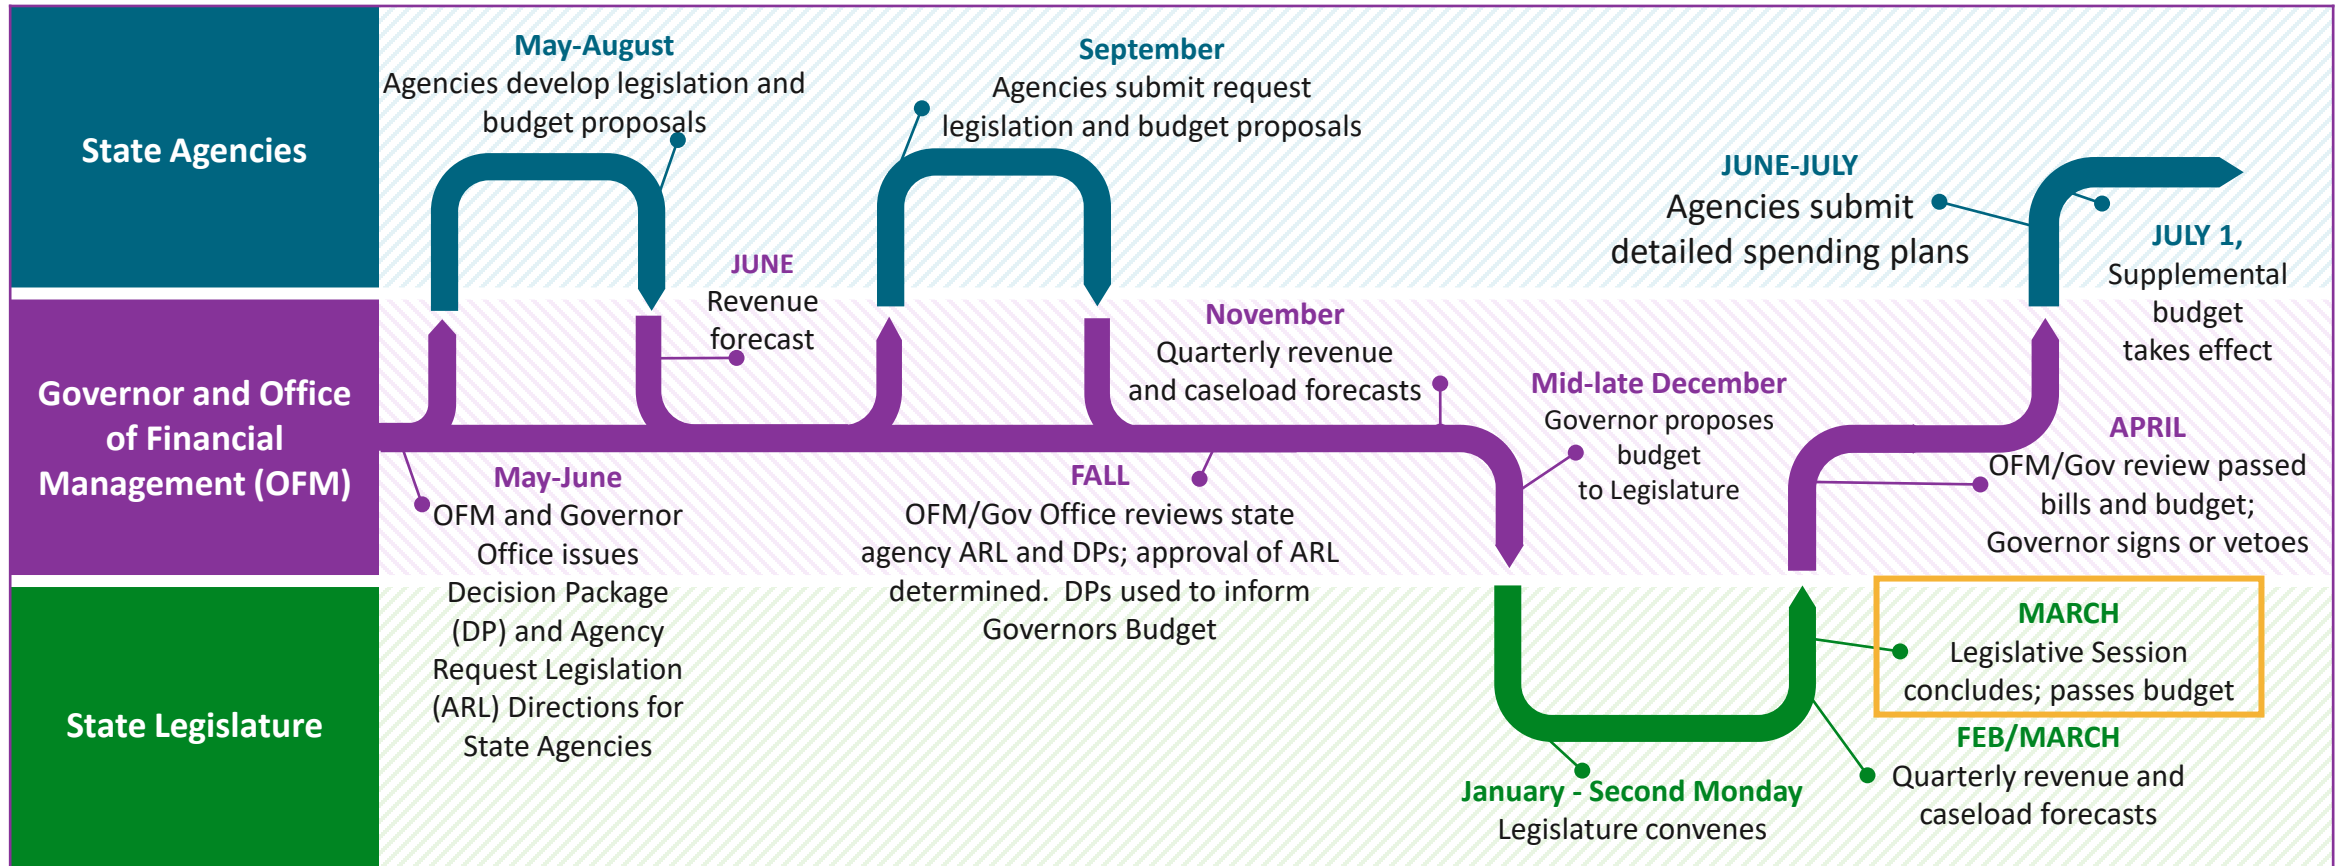 State Agencies
May-August
Agencies develop legislation and
budget proposals
September
Agencies submit request
legislation and budget proposals
JUNE-JULY
Agencies submit
detailed spending plans
JULY 1,
Supplemental
budget
takes effect
Governor and Office
of Financial
Management (OFM)
JUNE
Revenue
forecast
May-June
OFM and Governor
Office issues
Decision Package
(DP) and Agency
Request Legislation
(ARL) Directions for
State Agencies
November
Quarterly revenue
and caseload forecasts
FALL
OFM/Gov Office reviews state
agency ARL and DPs; approval of ARL
determined.  DPs used to inform
Governors Budget
Mid-late December
Governor proposes
budget
to Legislature
APRIL
OFM/Gov review passed
bills and budget;
Governor signs or vetoes
State Legislature
January - Second Monday
Legislature convenes
MARCH
Legislative Session
concludes; passes budget
FEB/MARCH
Quarterly revenue and
caseload forecasts